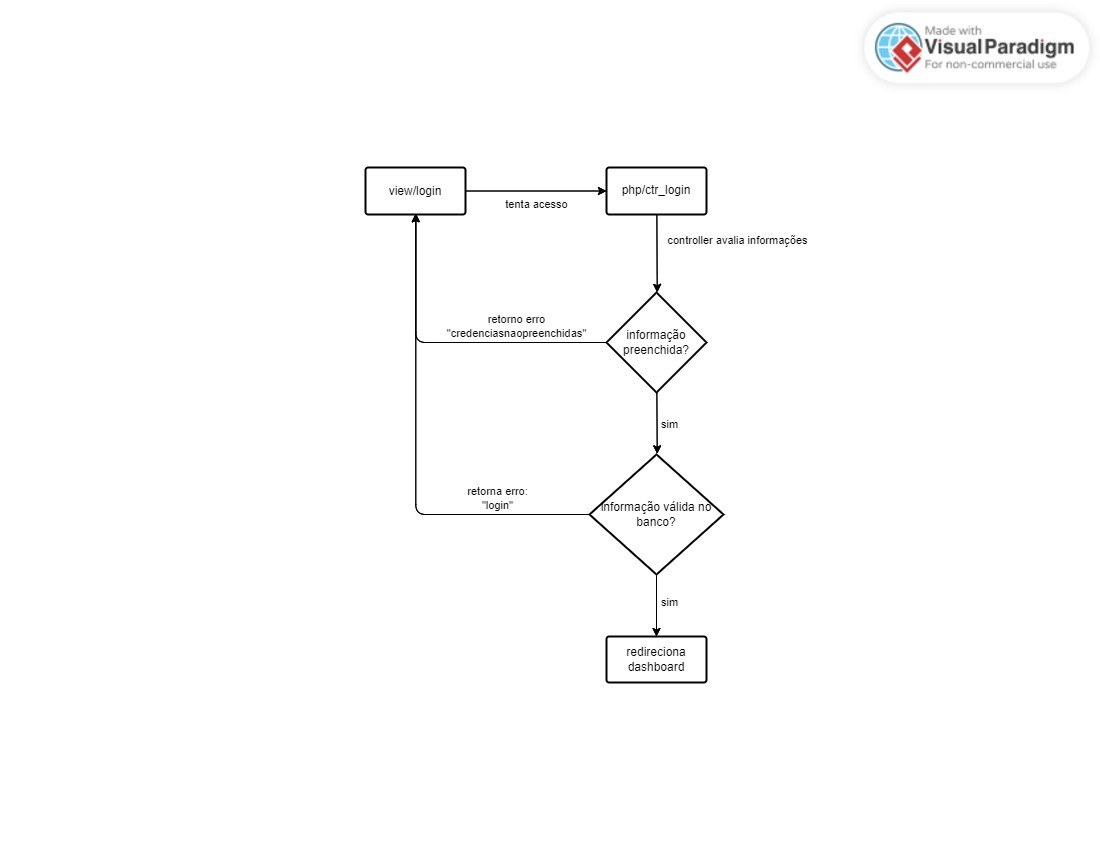 Made with
Visual Paradigm
For non-commercial use
view/login
tenta acesso
php/ctr_login
controller avalia informações
retorno erro
"credenciasnaopreenchidas"
informação
preenchida?
sim
retorna erro:
"login"
informação válida no
banco?
sim
redireciona
dashboard